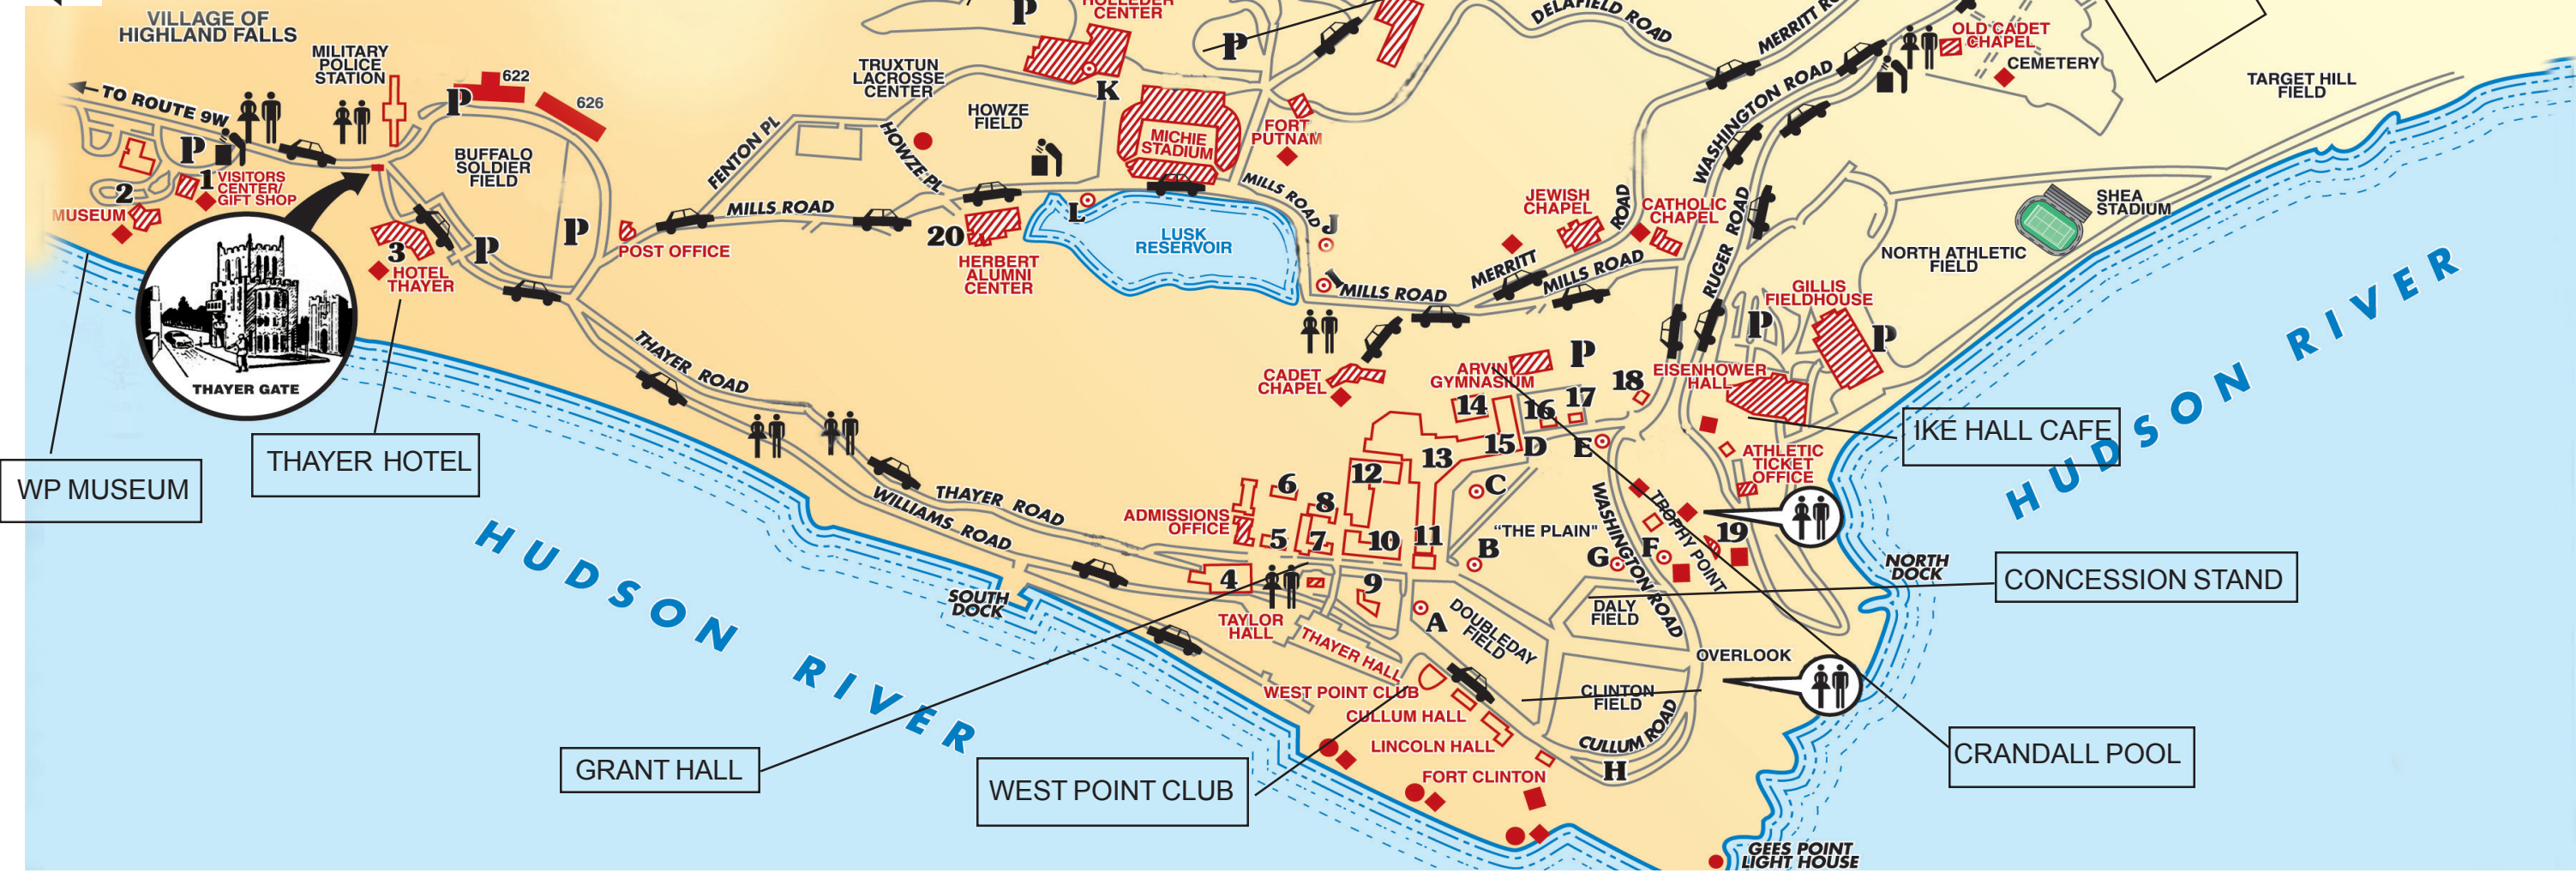 VILLAGE OF
HIGHLAND FALLS
MILITARY
POLICE
STATION
622
626
P
TO ROUTE 9W
P
1
VISITORS
CENTER/
GIFT SHOP
2
MUSEUM
BUFFALO
SOLDIER
FIELD
P
P
3
HOTEL
THAYER
THAYER GATE
POST OFFICE
FENTON PL
MILLS ROAD
TRUXTUN
LACROSSE
CENTER
HOWZE PL
HOWZE
FIELD
P
HOLLEDER
CENTER
K
MICHIE
STADIUM
P
FORT
PUTNAM
20
HERBERT
ALUMNI
CENTER
L
LUSK
RESERVOIR
MILLS ROAD
J
I
MILLS ROAD
DELAFIELD ROAD
MERRITT
WASHINGTON ROAD
OLD CADET
CHAPEL
CEMETERY
TARGET HILL
FIELD
JEWISH
CHAPEL
MERRITT
ROAD
CATHOLIC
CHAPEL
MILLS ROAD
RUGER ROAD
SHEA
STADIUM
NORTH ATHLETIC
FIELD
GILLIS
FIELDHOUSE
P
P
HUDSON RIVER
CADET
CHAPEL
ARVIN
GYMNASIUM
P
EISENHOWER
HALL
14
16
17
18
15
D
E
13
12
C
ATHLETIC
TICKET
OFFICE
IKE HALL CAFE
THAYER ROAD
THAYER ROAD
WILLIAMS ROAD
WP MUSEUM
THAYER HOTEL
HUDSON RIVER
ADMISSIONS
OFFICE
6
8
5
7
10
11
"THE PLAIN"
B
WASHINGTON ROAD
TROPHY POINT
G
F
19
NORTH
DOCK
CONCESSION STAND
SOUTH
DOCK
4
9
TAYLOR
HALL
A
DOUBLEDAY
FIELD
DALY
FIELD
THAYER HALL
OVERLOOK
WEST POINT CLUB
CLINTON
FIELD
CULLUM HALL
LINCOLN HALL
CULLUM ROAD
H
FORT CLINTON
GRANT HALL
WEST POINT CLUB
CRANDALL POOL
GEES POINT
LIGHT HOUSE